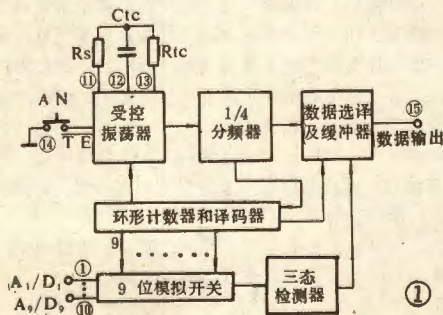 Ctc
Rs
Rtc
⑪ ⑫ ⑬
AN
⑭ TE
受控
振荡器
1/4
分频器
数据选译
及缓冲器
⑮
数据输出
环形计数器和译码器
9
A₁/D₁ ①
A₉/D₉ ⑩
9 位模拟开关
三态
检测器
①